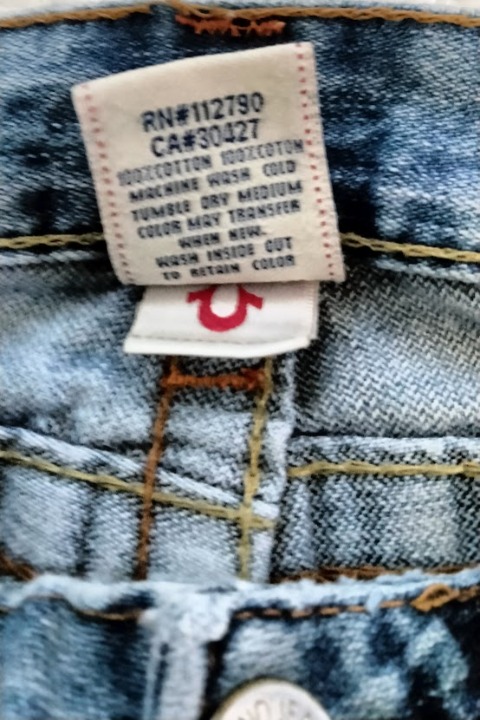 RN#112790
CA#30427
100%COTTON 100%COTON
MACHINE WASH COLD
TUMBLE DRY MEDIUM
COLOR MAY TRANSFER
WHEN NEW.
WASH INSIDE OUT
TO RETAIN COLOR